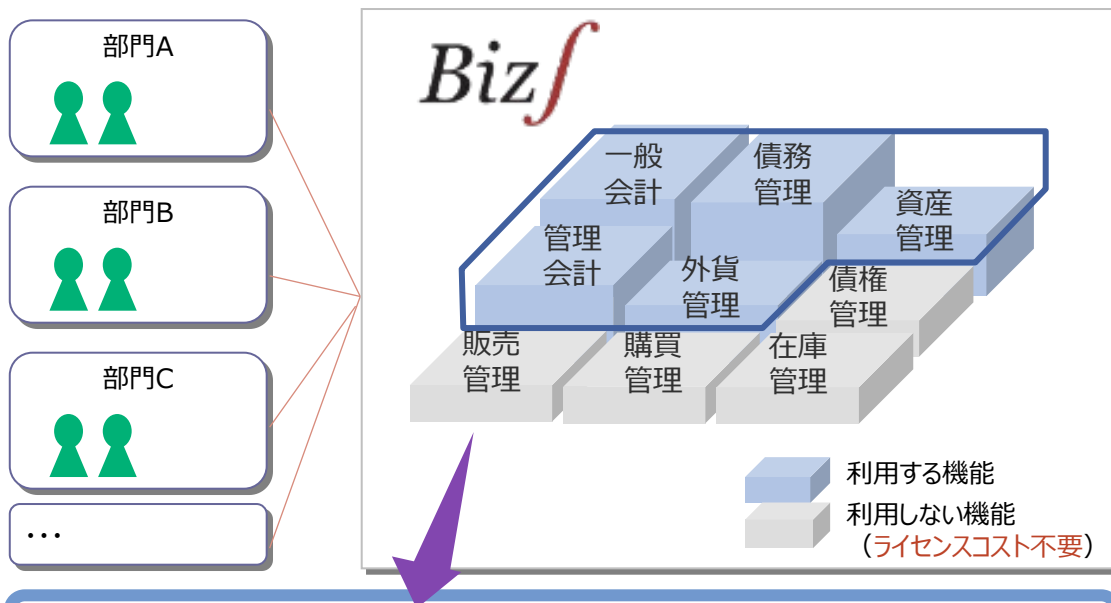 部門A
部門B
部門C
・・・
Biz∫
一般
会計
債務
管理
資産
管理
管理
会計
外貨
管理
債権
管理
販売
管理
購買
管理
在庫
管理
利用する機能
利用しない機能
（ライセンスコスト不要）